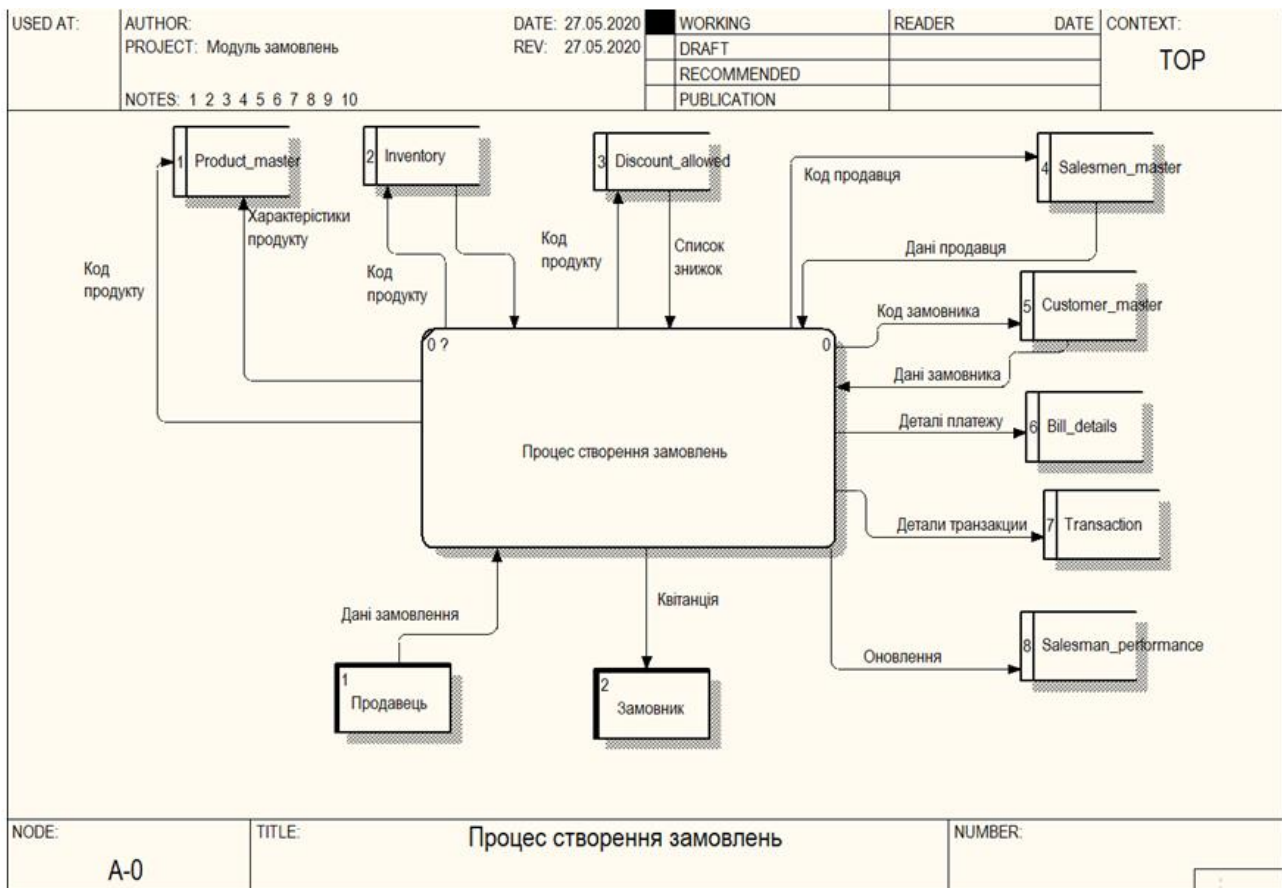 USED AT:
AUTHOR:
DATE: 27.05.2020
WORKING
READER
DATE
CONTEXT:
PROJECT: Модуль замовлень
REV: 27.05.2020
DRAFT
TOP
RECOMMENDED
NOTES: 1 2 3 4 5 6 7 8 9 10
PUBLICATION
1 Product_master
2 Inventory
3 Discount_allowed
4 Salesmen_master
Код продавця
Характерістики
продукту
Код
продукту
Список
знижок
Дані продавця
Код
продукту
Код
продукту
5 Customer_master
Код замовника
0 ?
0
Дані замовника
Деталі платежу
6 Bill_details
Процес створення замовлень
Детали транзакции
7 Transaction
Дані замовлення
Квітанція
Оновлення
8 Salesman_performance
1
Продавець
2
Замовник
NODE:
TITLE:
Процес створення замовлень
NUMBER:
A-0